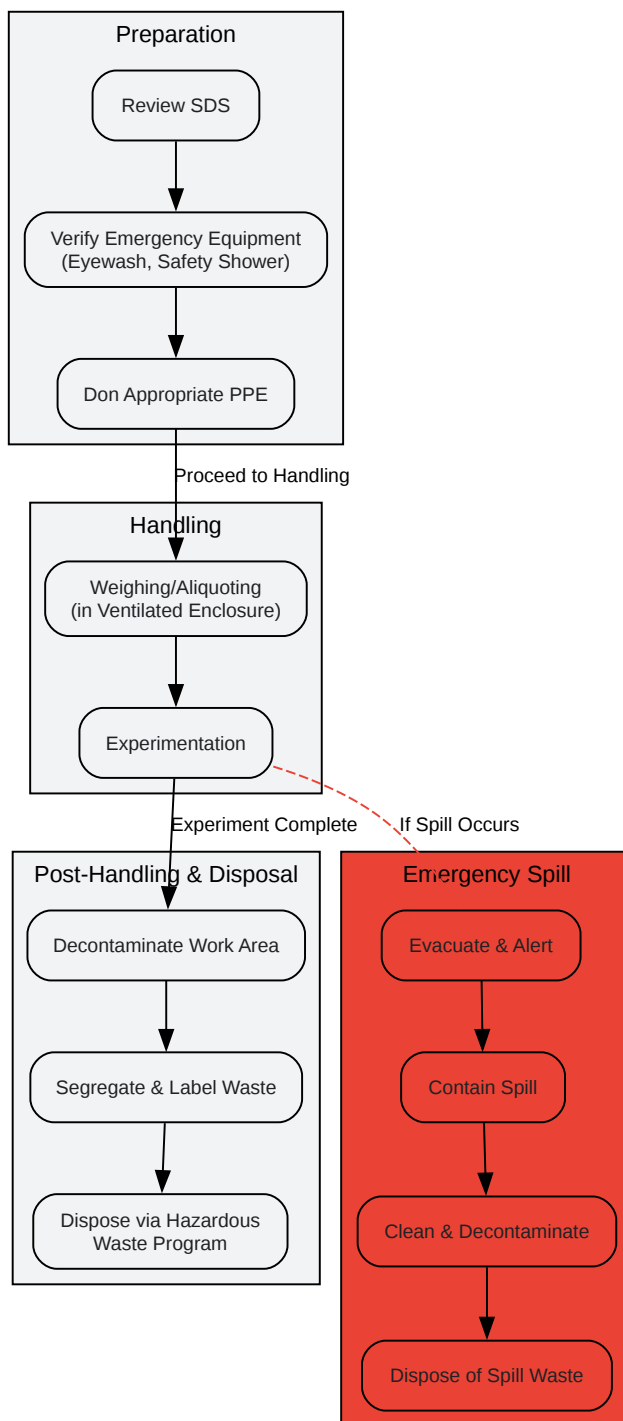 Preparation
Review SDS
Verify Emergency Equipment
(Eyewash, Safety Shower)
Don Appropriate PPE
Proceed to Handling
Handling
Weighing/Aliquoting
(in Ventilated Enclosure)
Experimentation
Experiment Complete
If Spill Occurs
Post-Handling & Disposal
Decontaminate Work Area
Segregate & Label Waste
Dispose via Hazardous
Waste Program
Emergency Spill
Evacuate & Alert
Contain Spill
Clean & Decontaminate
Dispose of Spill Waste